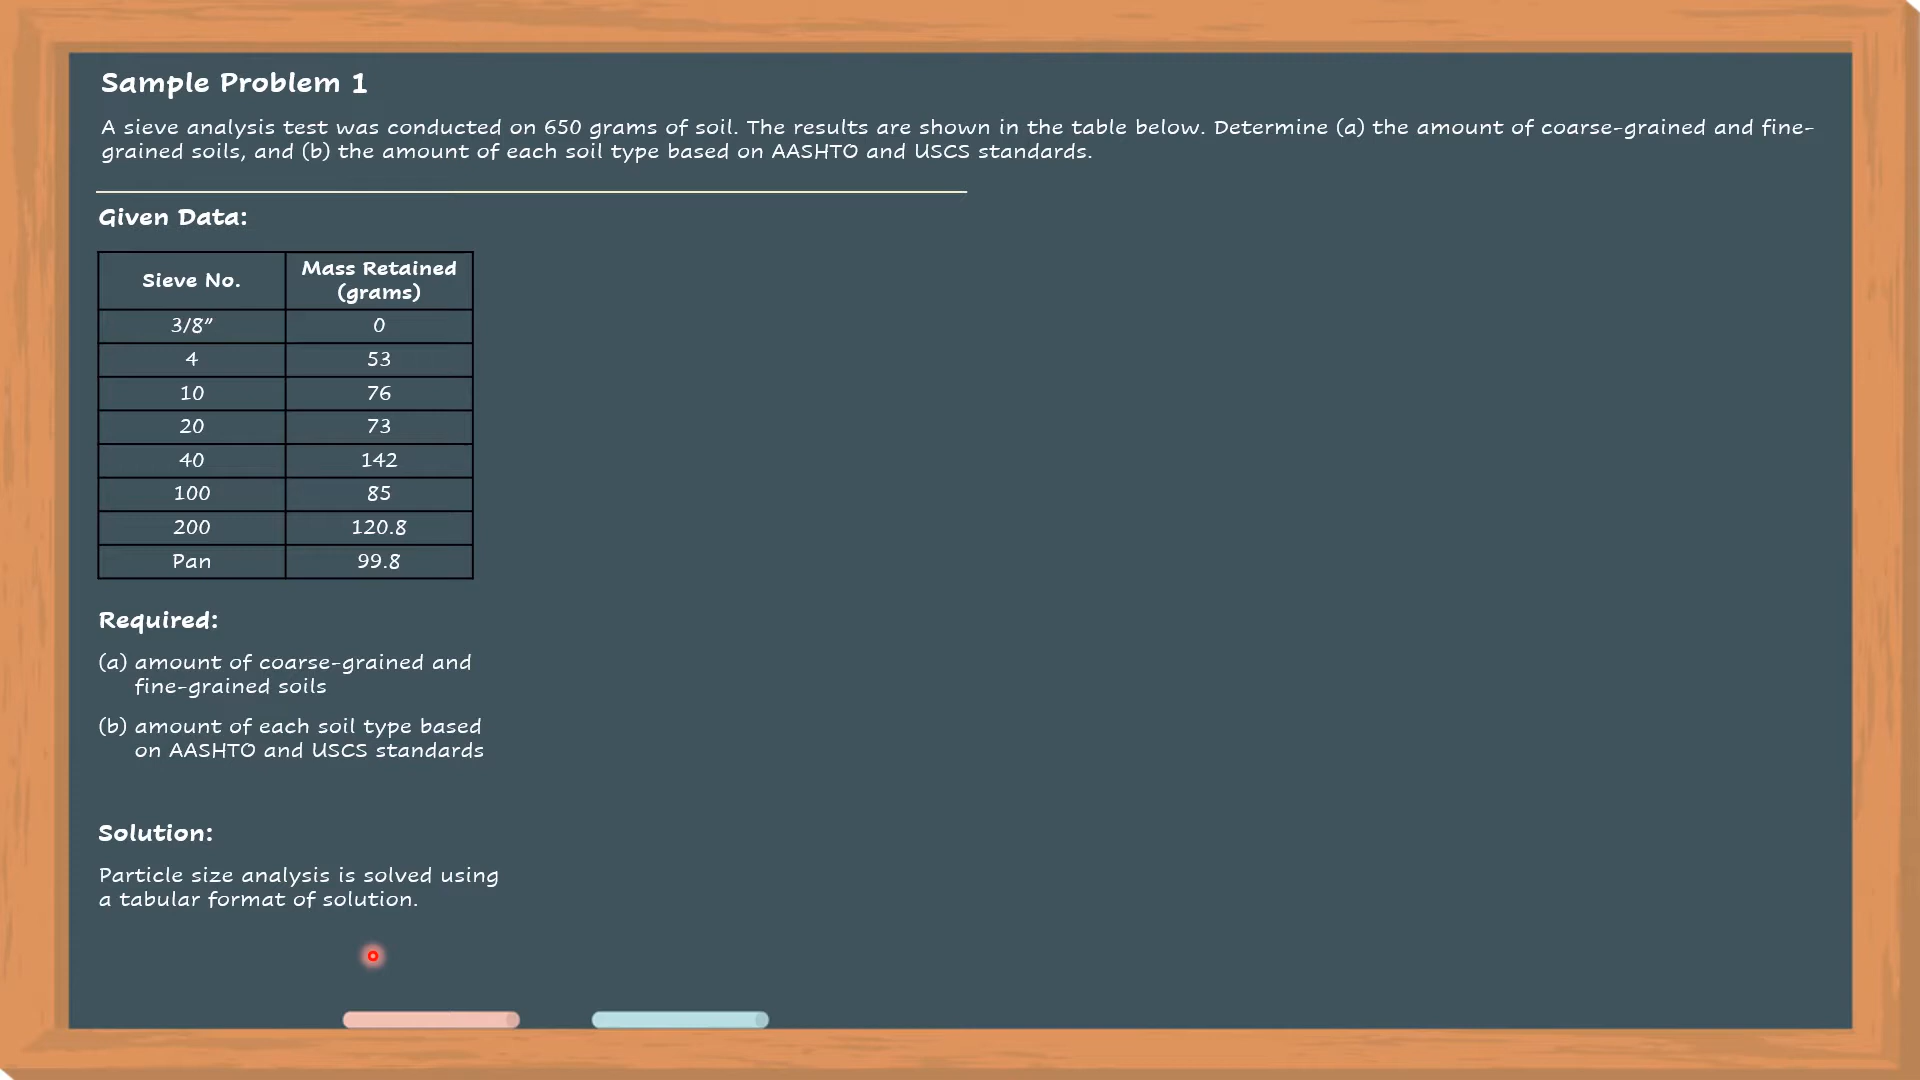 Sample Problem 1
A sieve analysis test was conducted on 650 grams of soil. The results are shown in the table below. Determine (a) the amount of coarse-grained and fine-
grained soils, and (b) the amount of each soil type based on AASHTO and USCS standards.
Given Data:
Sieve No. Mass Retained (grams)
3/8" 0
4 53
10 76
20 73
40 142
100 85
200 120.8
Pan 99.8
Required:
(a) amount of coarse-grained and
fine-grained soils
(b) amount of each soil type based
on AASHTO and USCS standards
Solution:
Particle size analysis is solved using
a tabular format of solution.